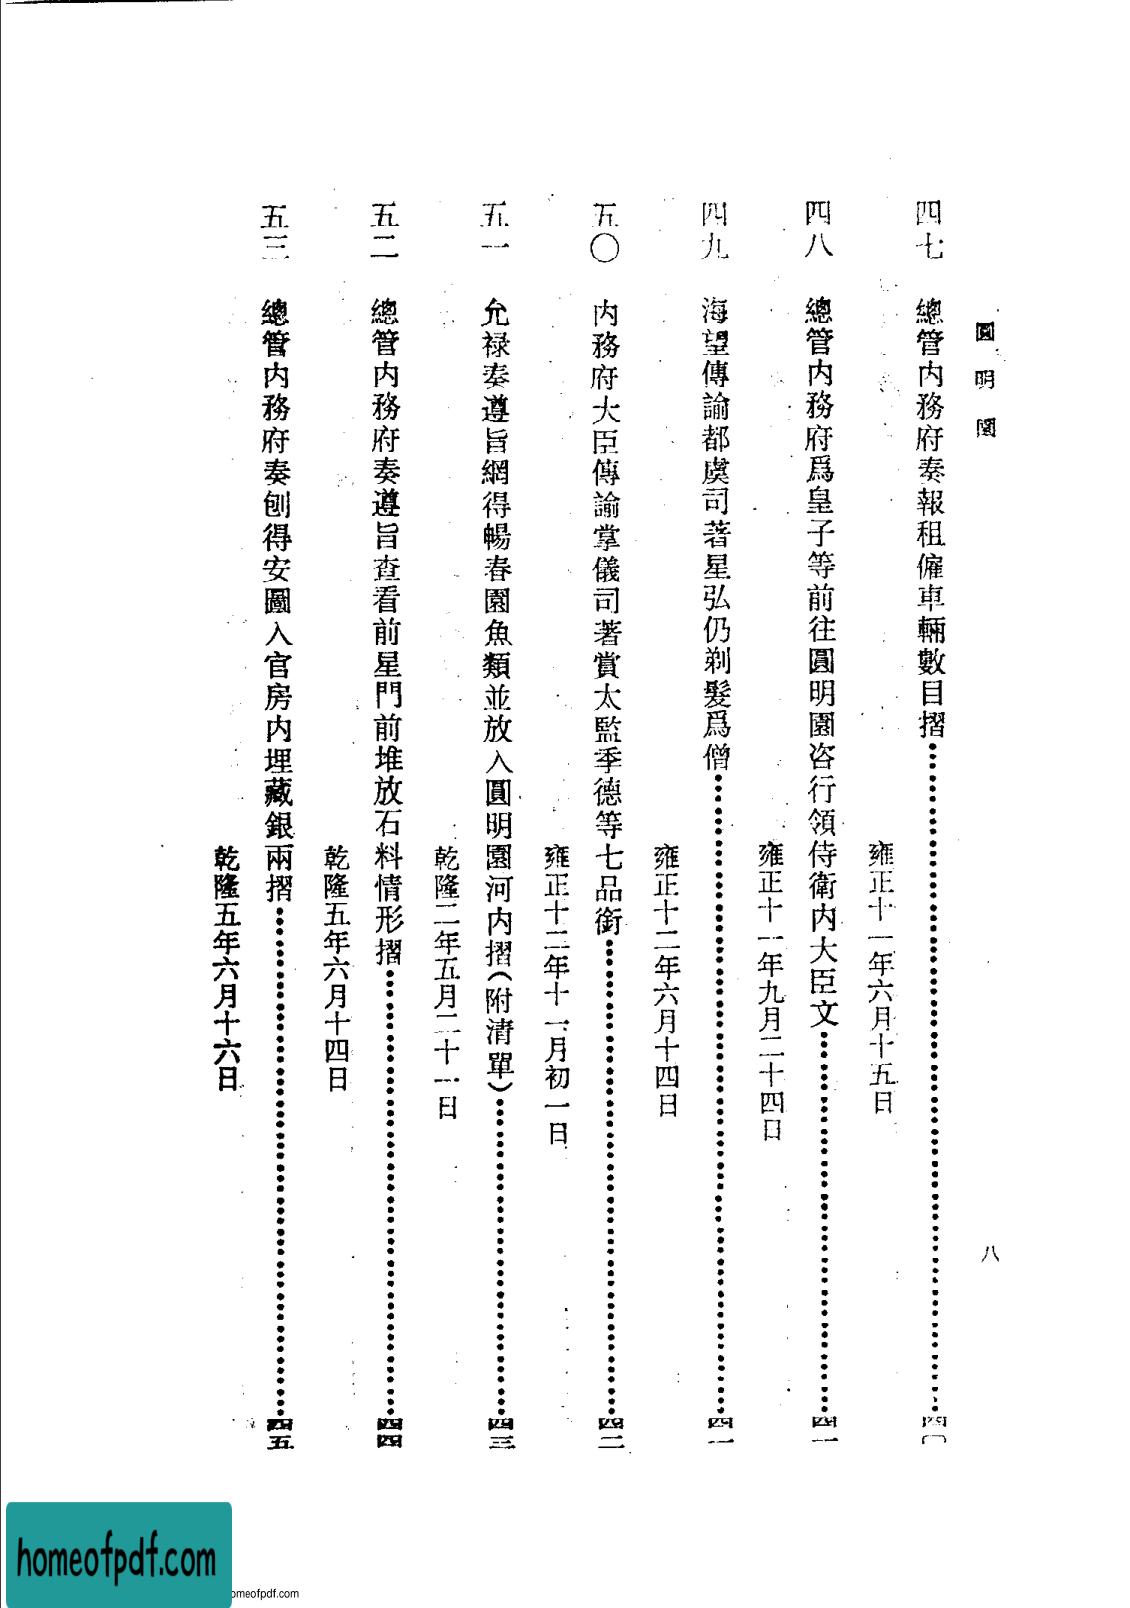 圓明園
八
四七 總管内務府奏報租僱車輛數目摺……四〇
雍正十一年六月十五日
四八 總管内務府爲皇子等前往圓明園咨行領侍衛内大臣文……四一
雍正十一年九月二十四日
四九 海望傳諭都虞司著星弘仍剃髮爲僧……四一
雍正十二年六月十四日
五〇 内務府大臣傳諭掌儀司著賞太監季德等七品銜……四二
雍正十二年十一月初一日
五一 允禄奏遵旨網得暢春園魚類並放入圓明園河内摺(附清單)……四三
乾隆二年五月二十一日
五二 總管内務府奏遵旨查看前星門前堆放石料情形摺……四四
乾隆五年六月十四日
五三 總管内務府奏刨得安圖入官房内埋藏銀兩摺……四五
乾隆五年六月十六日
homeofpdf.com
omeofpdf.com